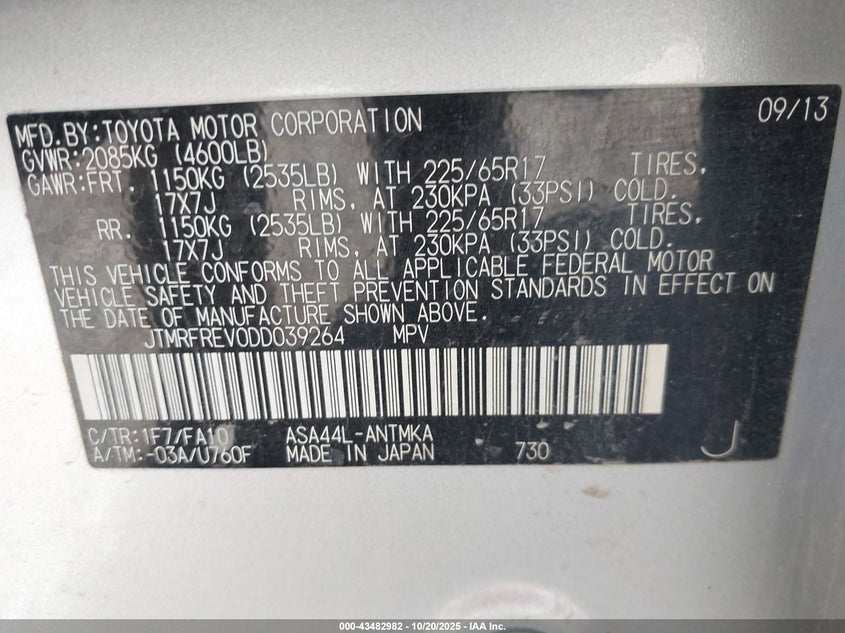 MFD.BY:TOYOTA MOTOR CORPORATION 09/13
GVWR:2085KG (4600LB)
GAWR:FRT. 1150KG (2535LB) WITH 225/65R17 TIRES,
17X7J RIMS, AT 230KPA (33PSI) COLD.
RR. 1150KG (2535LB) WITH 225/65R17 TIRES,
17X7J RIMS, AT 230KPA (33PSI) COLD.
THIS VEHICLE CONFORMS TO ALL APPLICABLE FEDERAL MOTOR
VEHICLE SAFETY AND THEFT PREVENTION STANDARDS IN EFFECT ON
THE DATE OF MANUFACTURE SHOWN ABOVE.
JTMRFREV0DD039264 MPV
C/TR:1F7/FA10 ASA44L-ANTMKA
A/TM:-03A/U760F MADE IN JAPAN 730 J
000-43482982 - 10/20/2025 - IAA Inc.